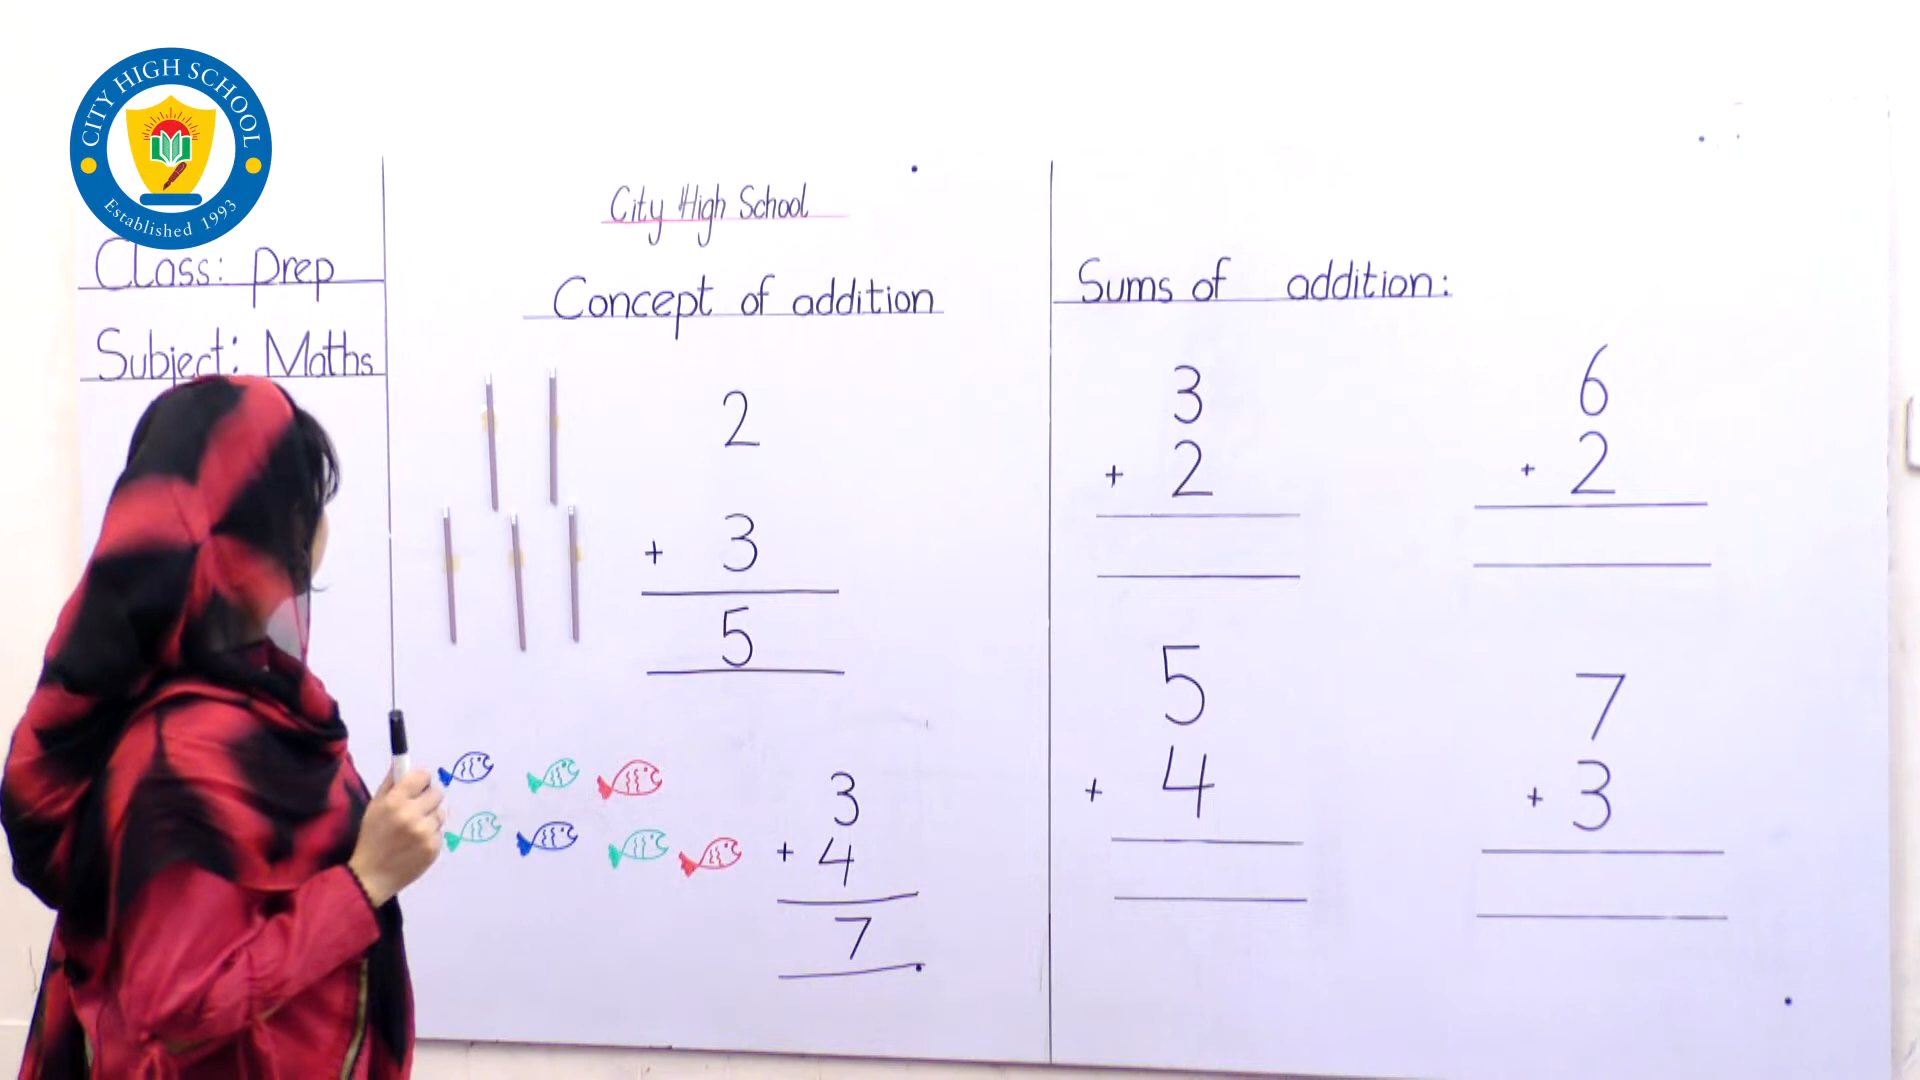 CITY HIGH SCHOOL
Established 1993
Class: Prep
Subject: Maths
City High School
Concept of addition
2
+ 3
5
3
+ 4
7
Sums of addition:
3
+ 2
6
+ 2
5
+ 4
7
+ 3